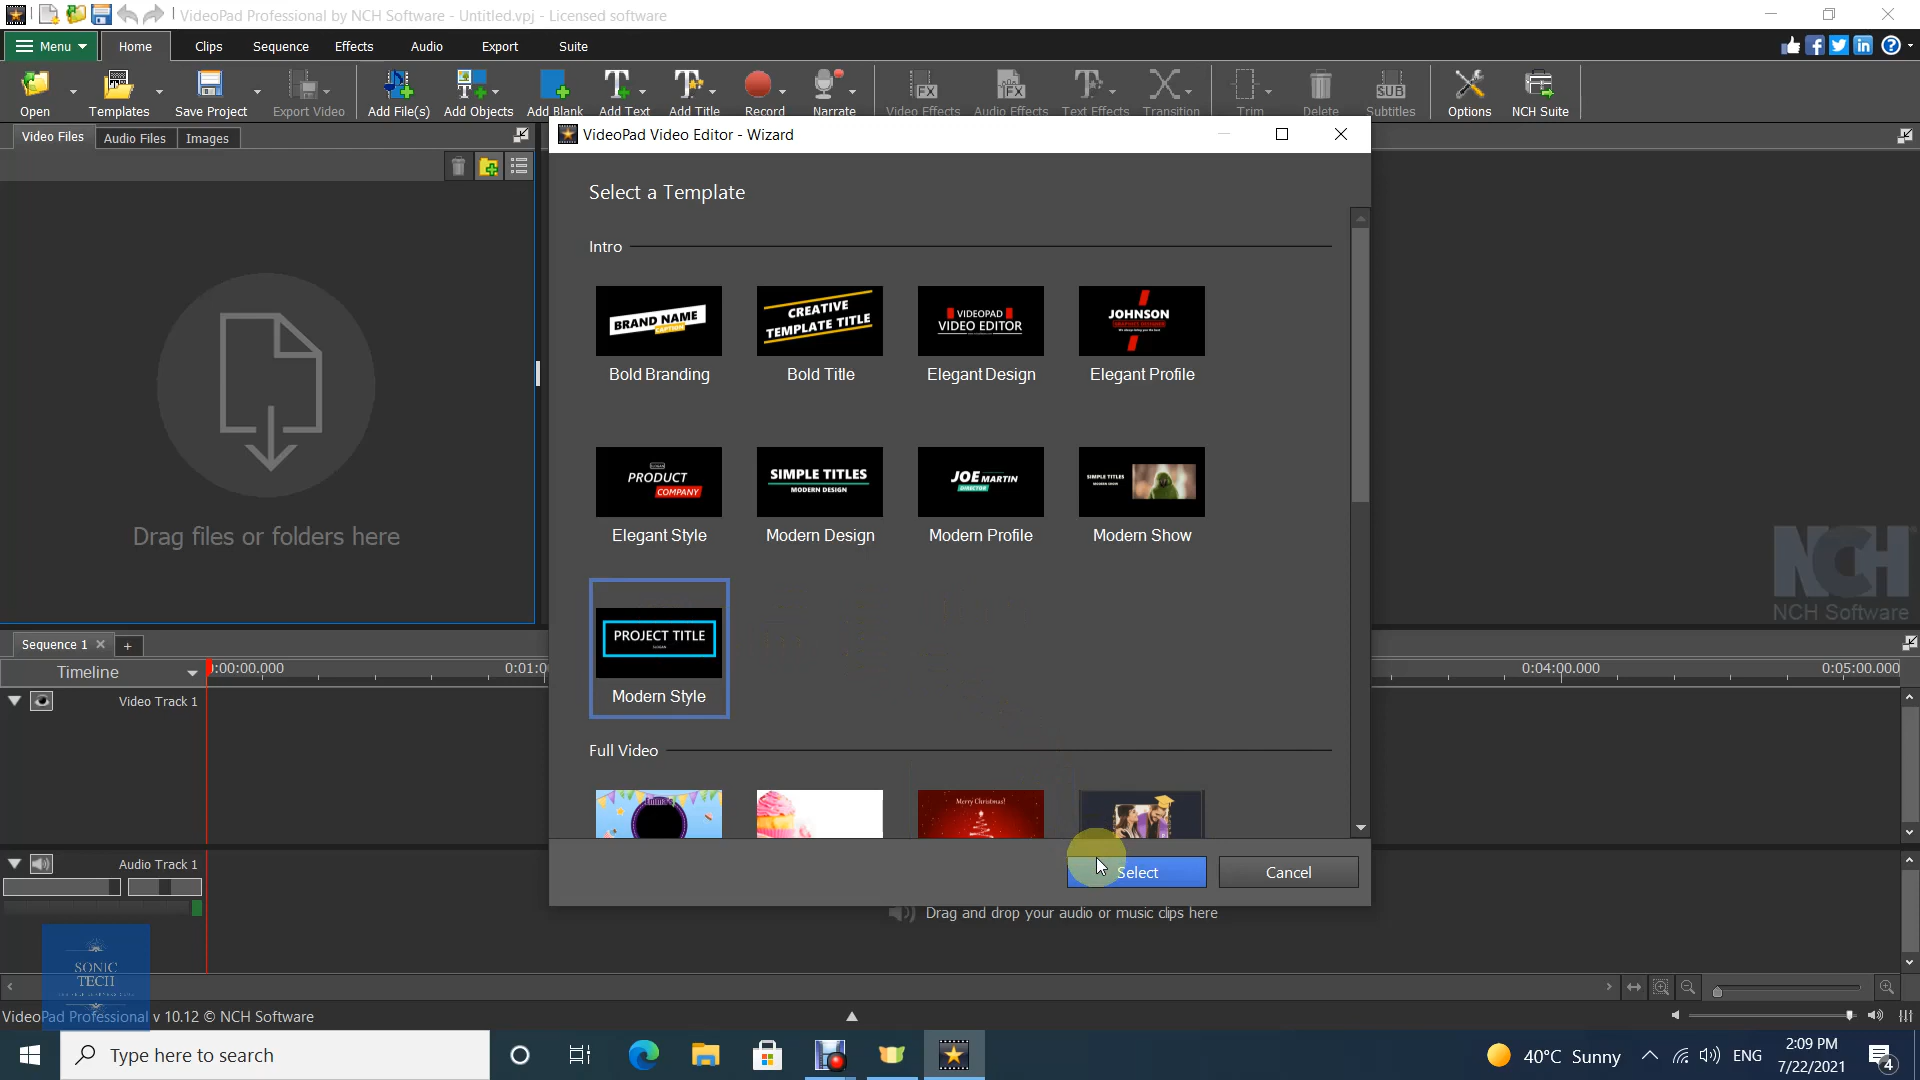 VideoPad Professional by NCH Software - Untitled.vpj - Licensed software
Menu Home Clips Sequence Effects Audio Export Suite
Open Templates Save Project Export Video Add File(s) Add Objects Add Blank Add Text Add Title Record Narrate Video Effects Audio Effects Text Effects Transition Trim Delete Subtitles Options NCH Suite
Video Files Audio Files Images
VideoPad Video Editor - Wizard
Select a Template
Intro
BRAND NAME
CAPTION
CREATIVE
TEMPLATE TITLE
VIDEOPAD
VIDEO EDITOR
JOHNSON
Bold Branding Bold Title Elegant Design Elegant Profile
PRODUCT
COMPANY
SIMPLE TITLES
MODERN DESIGN
JOE MARTIN
DIRECTOR
SIMPLE TITLES
MODERN SHOW
Elegant Style Modern Design Modern Profile Modern Show
PROJECT TITLE
SLOGAN
Modern Style
Full Video
Merry Christmas!
Select Cancel
Drag files or folders here
NCH
NCH Software
Sequence 1
Timeline
0:00:00.000 0:01:0 0:04:00.000 0:05:00.000
Video Track 1
Audio Track 1
Drag and drop your audio or music clips here
SONIC
TECH
VideoPad Professional v 10.12 © NCH Software
Type here to search
40°C Sunny
ENG
2:09 PM
7/22/2021
4